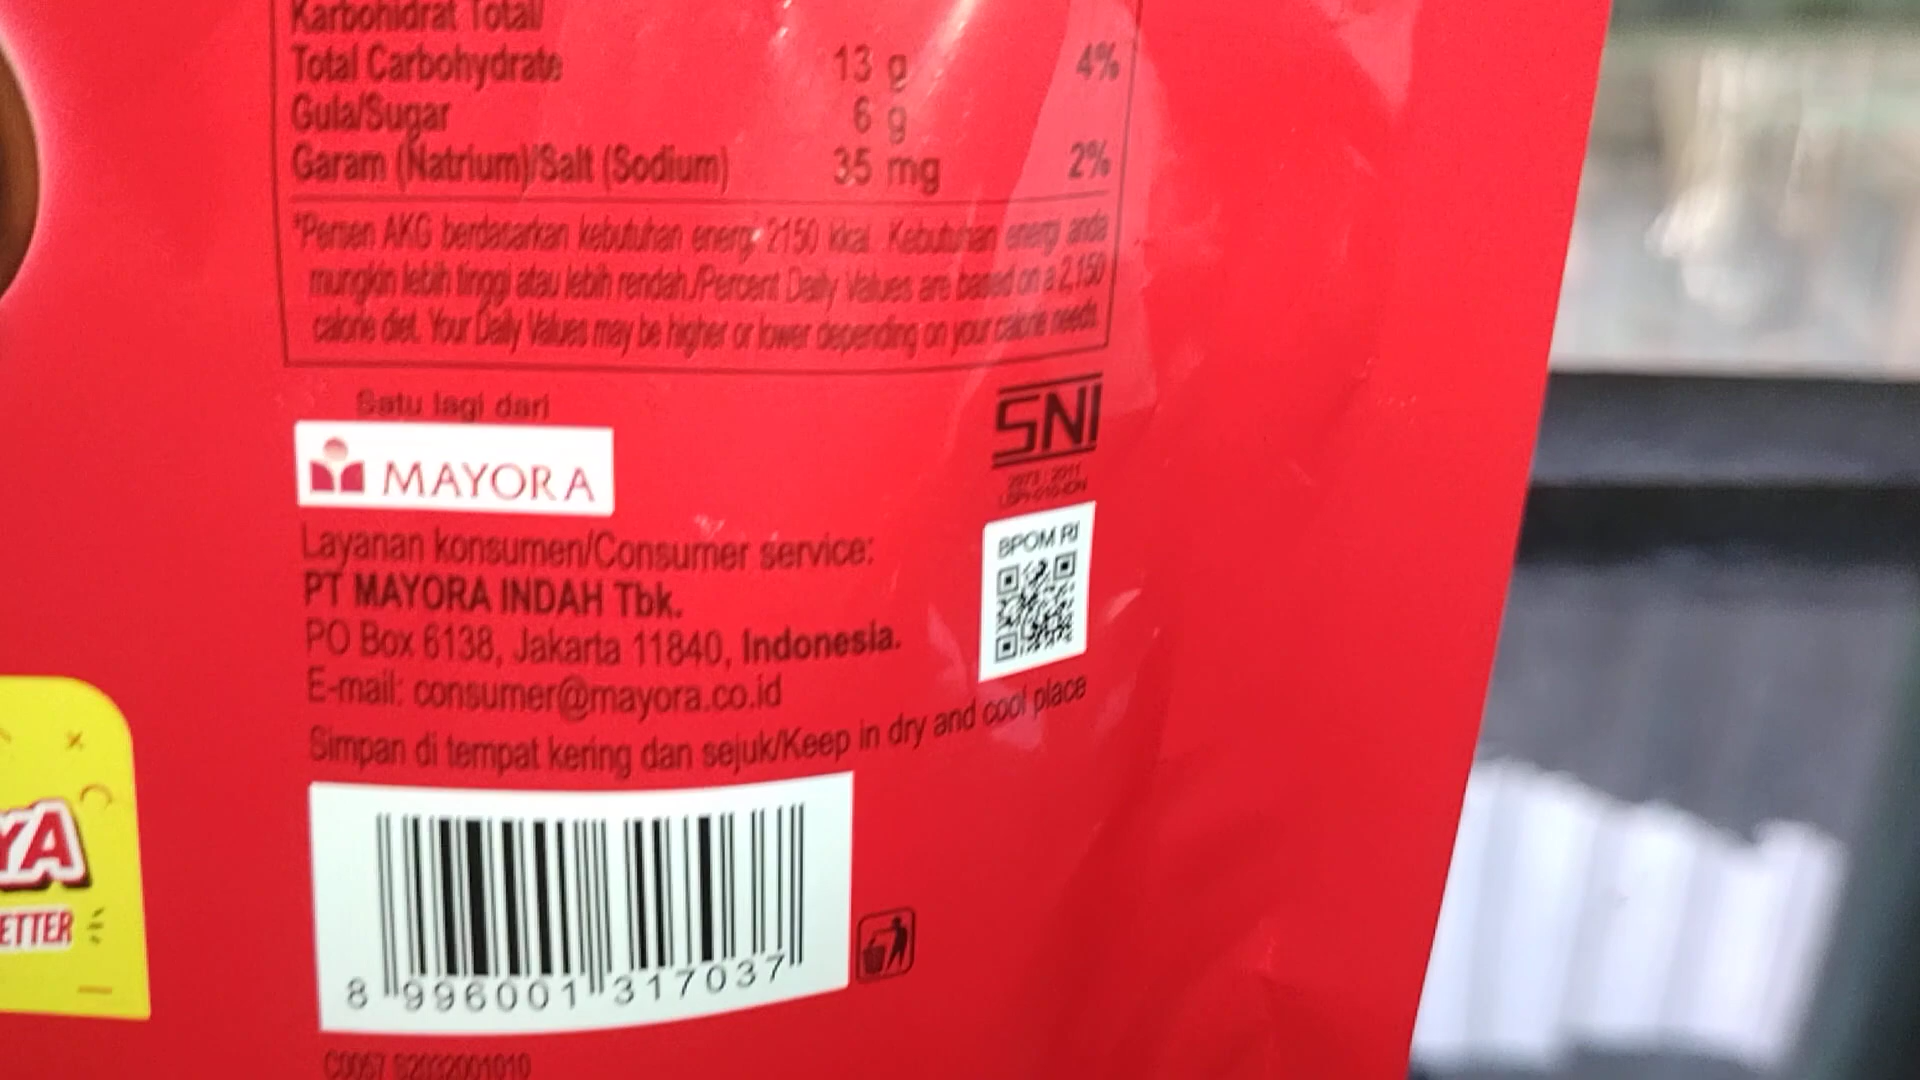 Karbohidrat Total/
Total Carbohydrate 13 g 4%
Gula/Sugar 6 g
Garam (Natrium)/Salt (Sodium) 35 mg 2%
*Persen AKG berdasarkan kebutuhan energi 2150 kkal. Kebutuhan energi anda
mungkin lebih tinggi atau lebih rendah./Percent Daily Values are based on a 2,150
calorie diet. Your Daily Values may be higher or lower depending on your calorie needs.
Satu lagi dari
MAYORA
SNI
2973 : 2011
BPOM RI
Layanan konsumen/Consumer service:
PT MAYORA INDAH Tbk.
PO Box 6138, Jakarta 11840, Indonesia.
E-mail: consumer@mayora.co.id
Simpan di tempat kering dan sejuk/Keep in dry and cool place
YA
ETTER
8 996001 317037